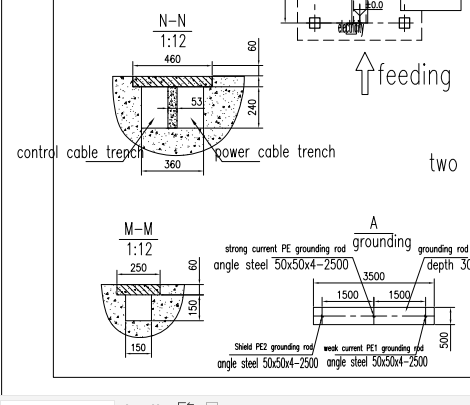 N-N
1:12
460
60
53
240
control cable trench
power cable trench
360
±0.0
electricity
feeding
two
M-M
1:12
250
60
150
150
A
grounding
strong current PE grounding rod
angle steel 50x50x4-2500
grounding rod
depth 30
3500
1500
1500
500
Shield PE2 grounding rod
angle steel 50x50x4-2500
weak current PE1 grounding rod
angle steel 50x50x4-2500